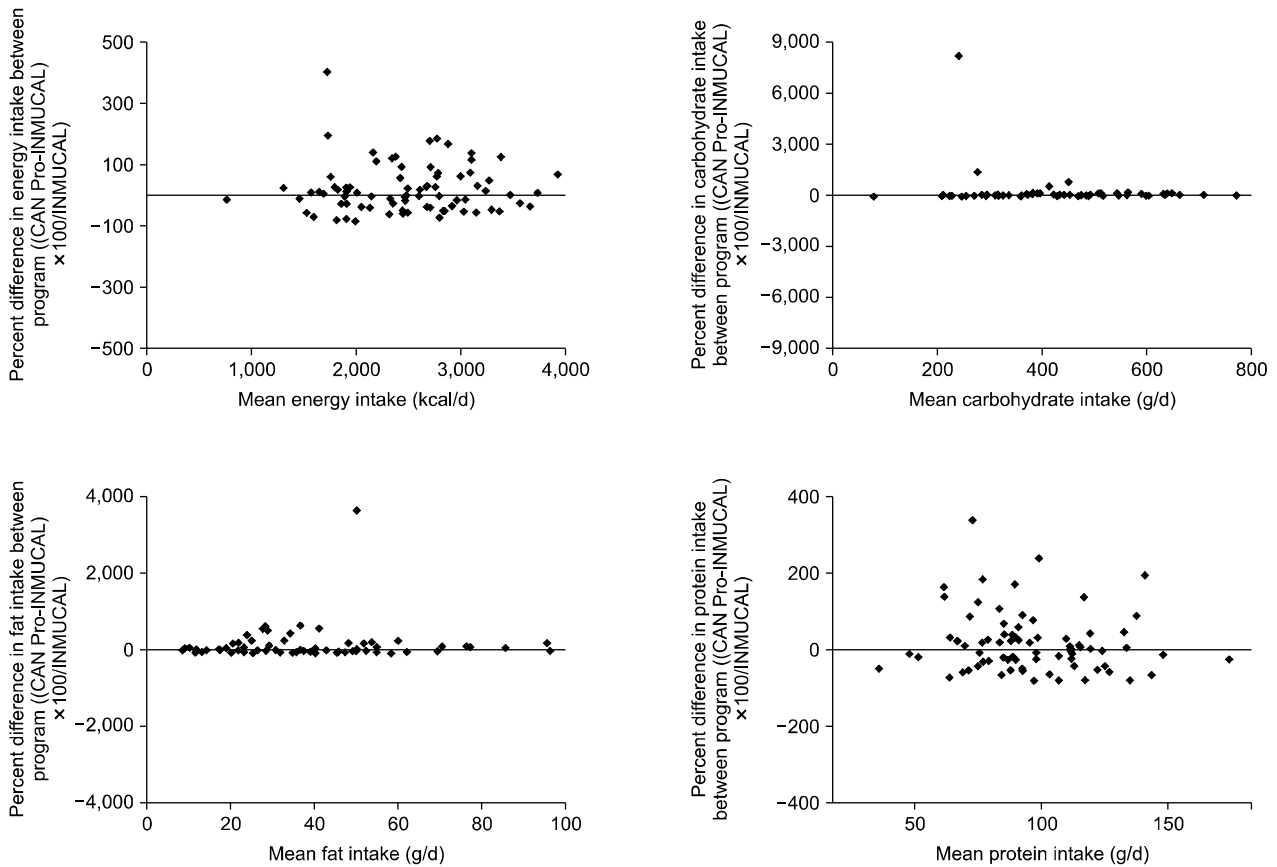 Percent difference in energy intake between
program ((CAN Pro-INMUCAL)
×100/INMUCAL)
500
300
100
−100
−300
−500
0
1,000
2,000
3,000
4,000
Mean energy intake (kcal/d)
Percent difference in carbohydrate intake
between program ((CAN Pro-INMUCAL)
×100/INMUCAL)
9,000
6,000
3,000
0
−3,000
−6,000
−9,000
0
200
400
600
800
Mean carbohydrate intake (g/d)
Percent difference in fat intake between
program ((CAN Pro-INMUCAL)
×100/INMUCAL)
4,000
2,000
0
−2,000
−4,000
0
20
40
60
80
100
Mean fat intake (g/d)
Percent difference in protein intake
between program ((CAN Pro-INMUCAL)
×100/INMUCAL)
400
200
0
−200
−400
50
100
150
Mean protein intake (g/d)